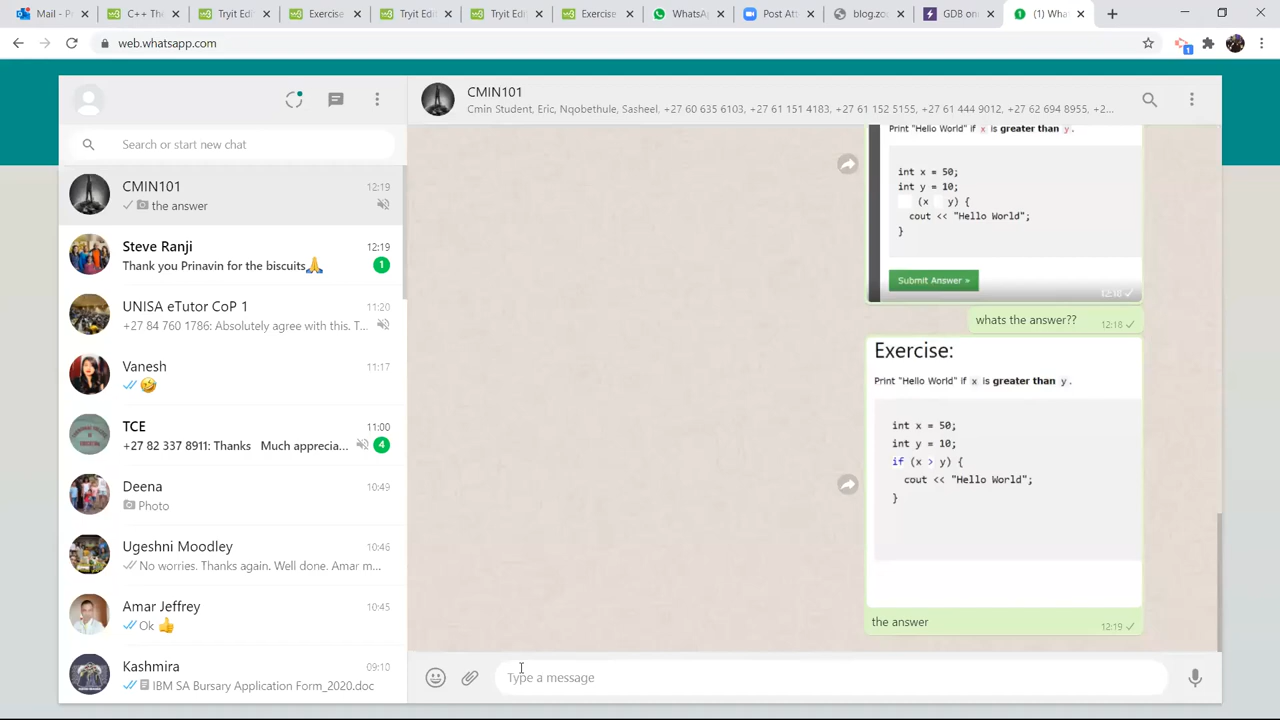 Mail - P
C++ The
Tryit Edi
Exercise
Tryit Edi
Tryit Edi
Exercise
WhatsA
Post Att
blog.zo
GDB on
(1) Wha
web.whatsapp.com
CMIN101
Cmin Student, Eric, Nqobethule, Sasheel, +27 60 635 6103, +27 61 151 4183, +27 61 152 5155, +27 61 444 9012, +27 62 694 8955, +2...
Search or start new chat
CMIN101
12:19
the answer
Steve Ranji
12:19
Thank you Prinavin for the biscuits🙏
1
UNISA eTutor CoP 1
11:20
+27 84 760 1786: Absolutely agree with this. T...
Vanesh
11:17
🤣
TCE
11:00
+27 82 337 8911: Thanks Much apprecia...
4
Deena
10:49
Photo
Ugeshni Moodley
10:46
No worries. Thanks again. Well done. Amar m...
Amar Jeffrey
10:45
Ok 👍
Kashmira
09:10
IBM SA Bursary Application Form_2020.doc
Print "Hello World" if x is greater than y.
int x = 50;
int y = 10;
(x y) {
cout << "Hello World";
}
Submit Answer »
12:18
whats the answer??
12:18
Exercise:
Print "Hello World" if x is greater than y.
int x = 50;
int y = 10;
if (x > y) {
cout << "Hello World";
}
the answer
12:19
Type a message
1